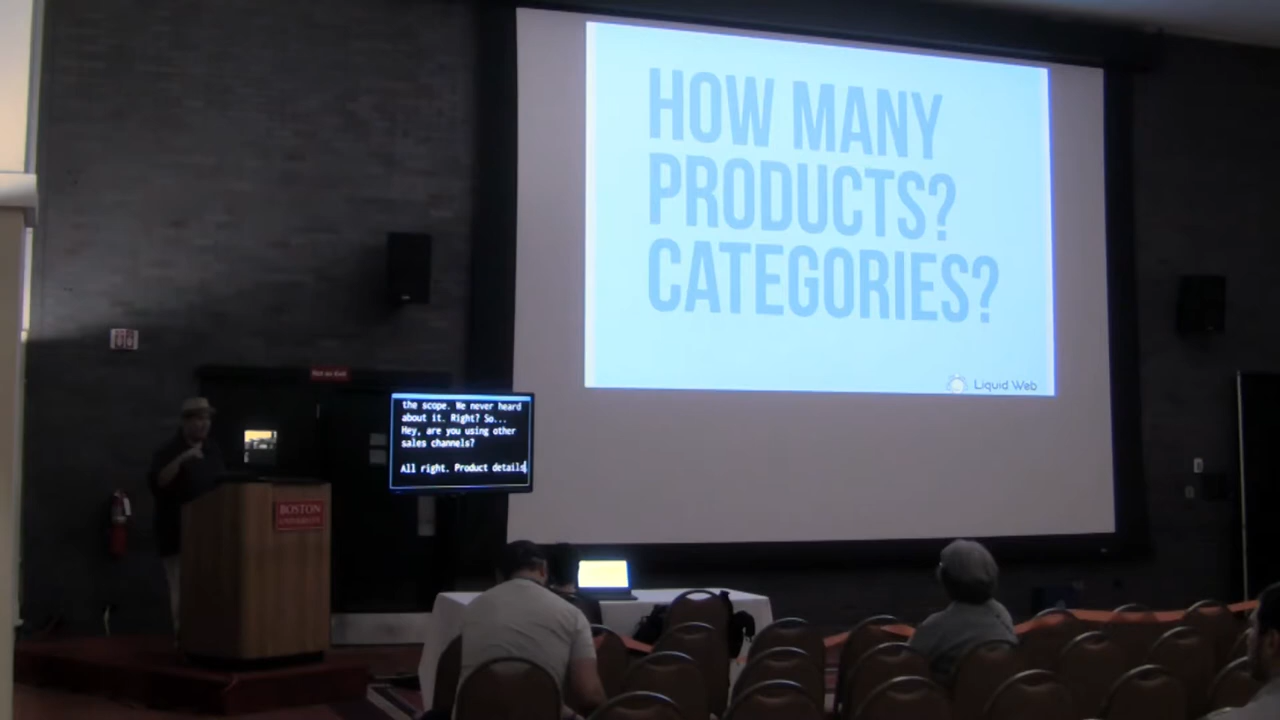 HOW MANY
PRODUCTS?
CATEGORIES?
Liquid Web
the scope. We never heard
about it. Right? So...
Hey, are you using other
sales channels?
All right. Product details
BOSTON
UNIVERSITY